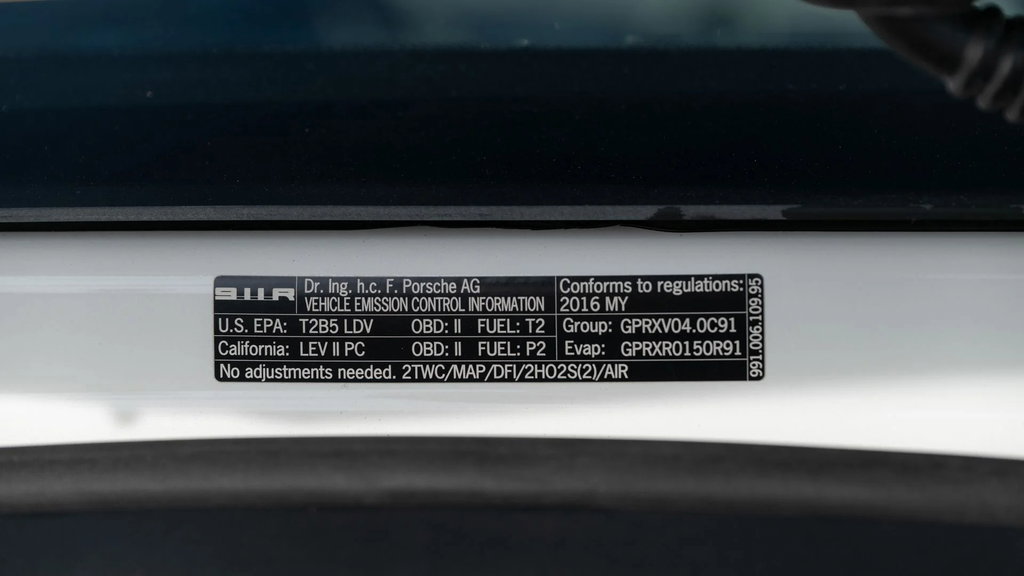 911R Dr. Ing. h.c. F. Porsche AG
VEHICLE EMISSION CONTROL INFORMATION
Conforms to regulations:
2016 MY
U.S. EPA: T2B5 LDV OBD: II FUEL: T2 Group: GPRXV04.0C91
California: LEV II PC OBD: II FUEL: P2 Evap: GPRXR0150R91
No adjustments needed. 2TWC/MAP/DFI/2HO2S(2)/AIR
991.006.109.95